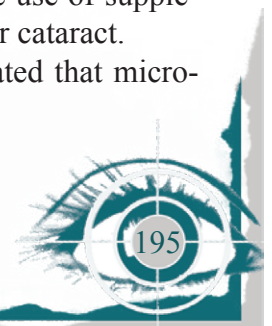 use of supple
r cataract.
ated that micro-
195